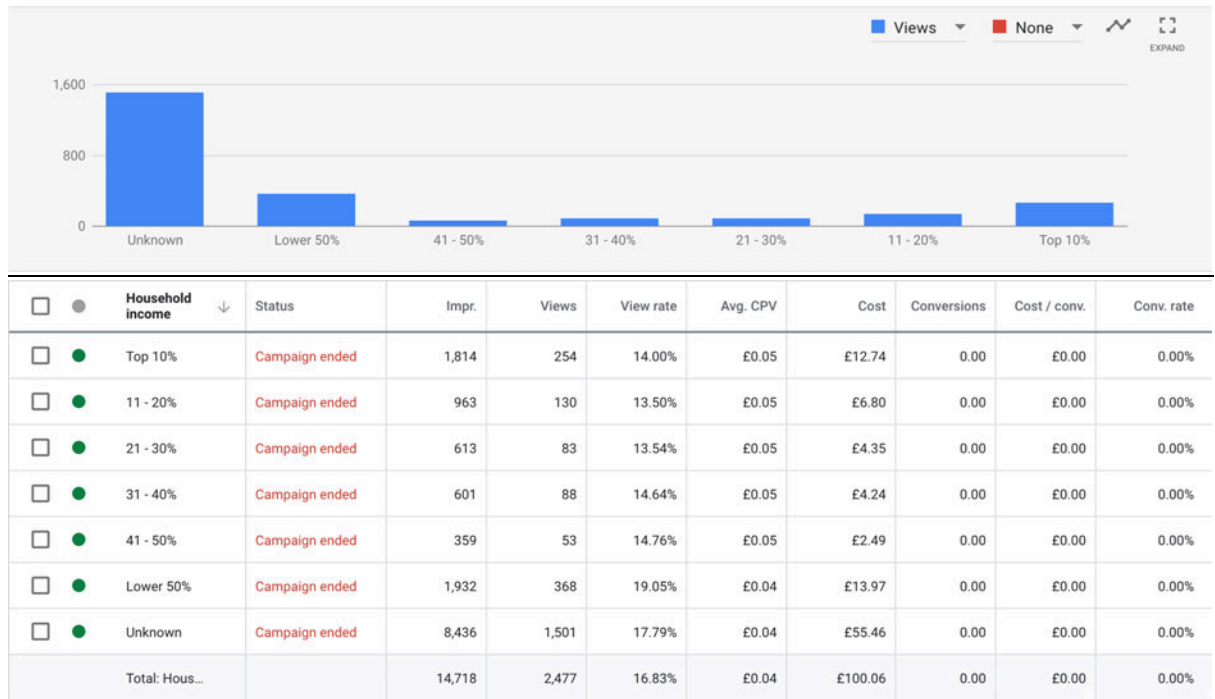 Views None
EXPAND
1,600
800
0
Unknown Lower 50% 41 - 50% 31 - 40% 21 - 30% 11 - 20% Top 10%
Household income Status Impr. Views View rate Avg. CPV Cost Conversions Cost / conv. Conv. rate
Top 10% Campaign ended 1,814 254 14.00% £0.05 £12.74 0.00 £0.00 0.00%
11 - 20% Campaign ended 963 130 13.50% £0.05 £6.80 0.00 £0.00 0.00%
21 - 30% Campaign ended 613 83 13.54% £0.05 £4.35 0.00 £0.00 0.00%
31 - 40% Campaign ended 601 88 14.64% £0.05 £4.24 0.00 £0.00 0.00%
41 - 50% Campaign ended 359 53 14.76% £0.05 £2.49 0.00 £0.00 0.00%
Lower 50% Campaign ended 1,932 368 19.05% £0.04 £13.97 0.00 £0.00 0.00%
Unknown Campaign ended 8,436 1,501 17.79% £0.04 £55.46 0.00 £0.00 0.00%
Total: Hous... 14,718 2,477 16.83% £0.04 £100.06 0.00 £0.00 0.00%